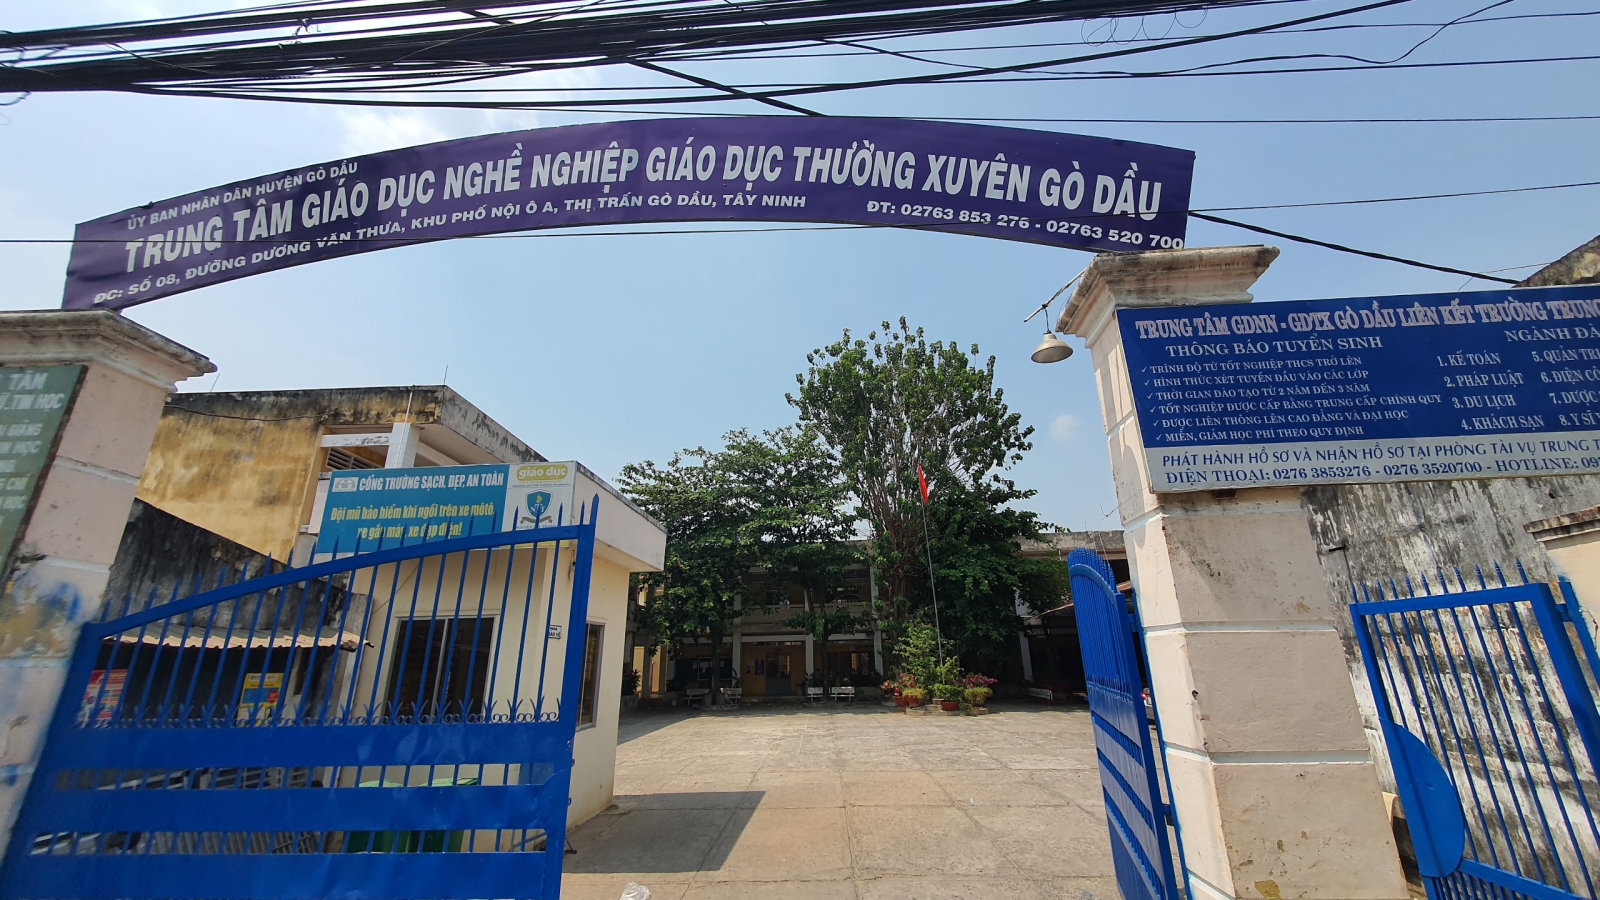 ỦY BAN NHÂN DÂN HUYỆN GÒ DẦU
TRUNG TÂM GIÁO DỤC NGHỀ NGHIỆP GIÁO DỤC THƯỜNG XUYÊN GÒ DẦU
ĐC: SỐ 08, ĐƯỜNG DƯƠNG VĂN THƯA, KHU PHỐ NỘI Ô A, THỊ TRẤN GÒ DẦU, TÂY NINH
ĐT: 02763 853 276 - 02763 520 700
TRUNG TÂM GDNN - GDTX GÒ DẦU LIÊN KẾT TRƯỜNG TRUNG
THÔNG BÁO TUYỂN SINH
✓ TRÌNH ĐỘ TỪ TỐT NGHIỆP THCS TRỞ LÊN
✓ HÌNH THỨC XÉT TUYỂN ĐẦU VÀO CÁC LỚP
✓ THỜI GIAN ĐÀO TẠO TỪ 2 NĂM ĐẾN 3 NĂM
✓ TỐT NGHIỆP ĐƯỢC CẤP BẰNG TRUNG CẤP CHÍNH QUY
✓ ĐƯỢC LIÊN THÔNG LÊN CAO ĐẲNG VÀ ĐẠI HỌC
✓ MIỄN, GIẢM HỌC PHÍ THEO QUY ĐỊNH
NGÀNH ĐÀ
1. KẾ TOÁN
2. PHÁP LUẬT
3. DU LỊCH
4. KHÁCH SẠN
5. QUẢN TRỊ
6. ĐIỆN CÔ
7. DƯỢC
8. Y SĨ Y
PHÁT HÀNH HỒ SƠ VÀ NHẬN HỒ SƠ TẠI PHÒNG TÀI VỤ TRUNG T
ĐIỆN THOẠI: 0276 3853276 - 0276 3520700 - HOTLINE: 09
TÂM
TIN HỌC
CỔNG TRƯỜNG SẠCH, ĐẸP, AN TOÀN
Đội mũ bảo hiểm khi ngồi trên xe môtô,
xe gắn máy, xe đạp điện!
giáo dục
BẢO VỆ